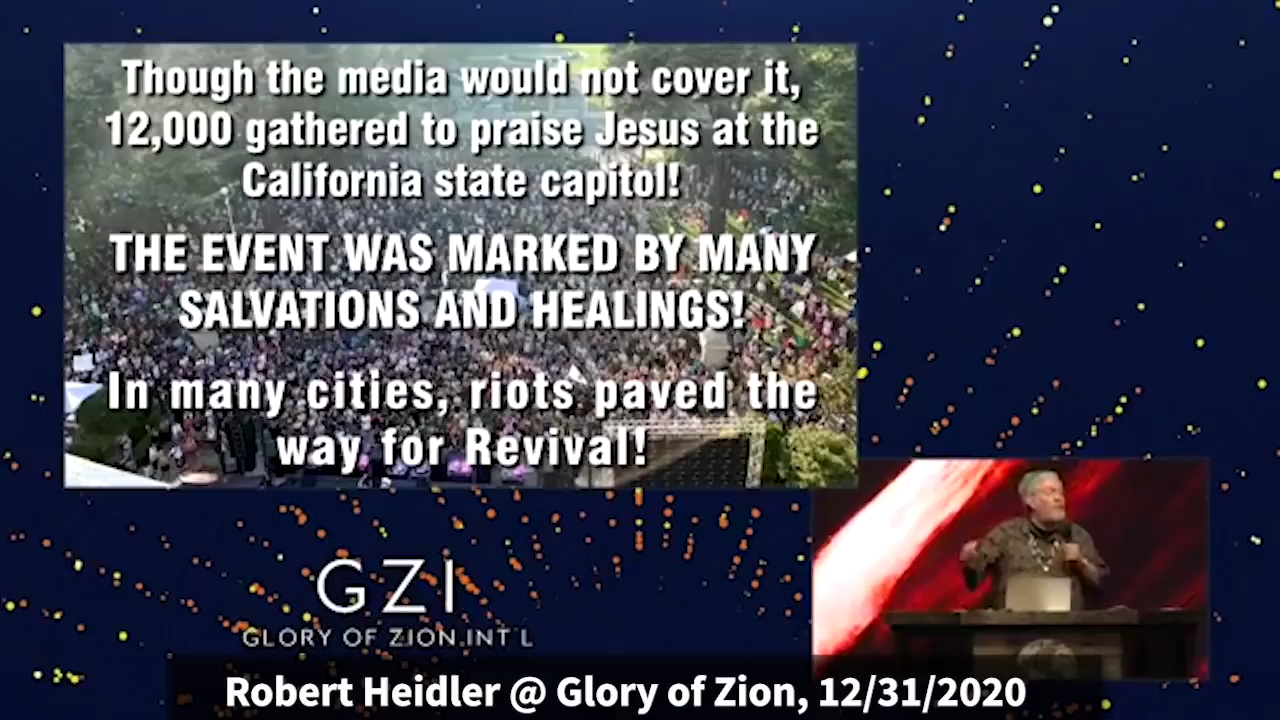 Though the media would not cover it,
12,000 gathered to praise Jesus at the
California state capitol!
THE EVENT WAS MARKED BY MANY
SALVATIONS AND HEALINGS!
In many cities, riots paved the
way for Revival!
GZI
GLORY OF ZION INT'L
Robert Heidler @ Glory of Zion, 12/31/2020